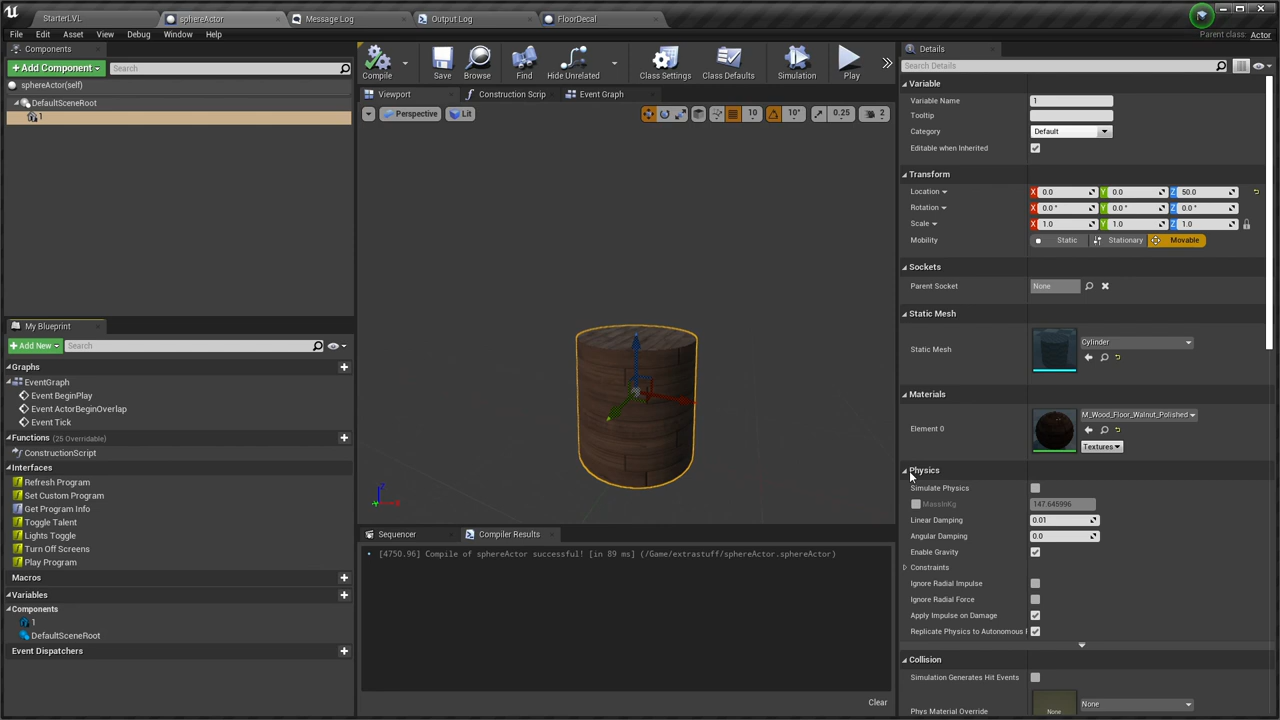 StarterLVL
sphereActor
Message Log
Output Log
FloorDecal
File Edit Asset View Debug Window Help
Parent class: Actor
Components
+ Add Component
Search
sphereActor(self)
DefaultSceneRoot
1
My Blueprint
+ Add New
Search
Graphs
EventGraph
Event BeginPlay
Event ActorBeginOverlap
Event Tick
Functions (25 Overridable)
ConstructionScript
Interfaces
Refresh Program
Set Custom Program
Get Program Info
Toggle Talent
Lights Toggle
Turn Off Screens
Play Program
Macros
Variables
Components
1
DefaultSceneRoot
Event Dispatchers
Compile
Save
Browse
Find
Hide Unrelated
Class Settings
Class Defaults
Simulation
Play
Viewport
Construction Scrip
Event Graph
Perspective
Lit
10
10°
0.25
2
Z
X
Sequencer
Compiler Results
[4750.96] Compile of sphereActor successful! [in 89 ms] (/Game/extrastuff/sphereActor.sphereActor)
Clear
Details
Search Details
Variable
Variable Name 1
Tooltip
Category Default
Editable when Inherited
Transform
Location X 0.0 Y 0.0 Z 50.0
Rotation X 0.0 ° Y 0.0 ° Z 0.0 °
Scale X 1.0 Y 1.0 Z 1.0
Mobility Static Stationary Movable
Sockets
Parent Socket None
Static Mesh
Static Mesh
Cylinder
Materials
Element 0
M_Wood_Floor_Walnut_Polished
Textures
Physics
Simulate Physics
MassInKg 147.645996
Linear Damping 0.01
Angular Damping 0.0
Enable Gravity
Constraints
Ignore Radial Impulse
Ignore Radial Force
Apply Impulse on Damage
Replicate Physics to Autonomous
Collision
Simulation Generates Hit Events
Phys Material Override
None
None